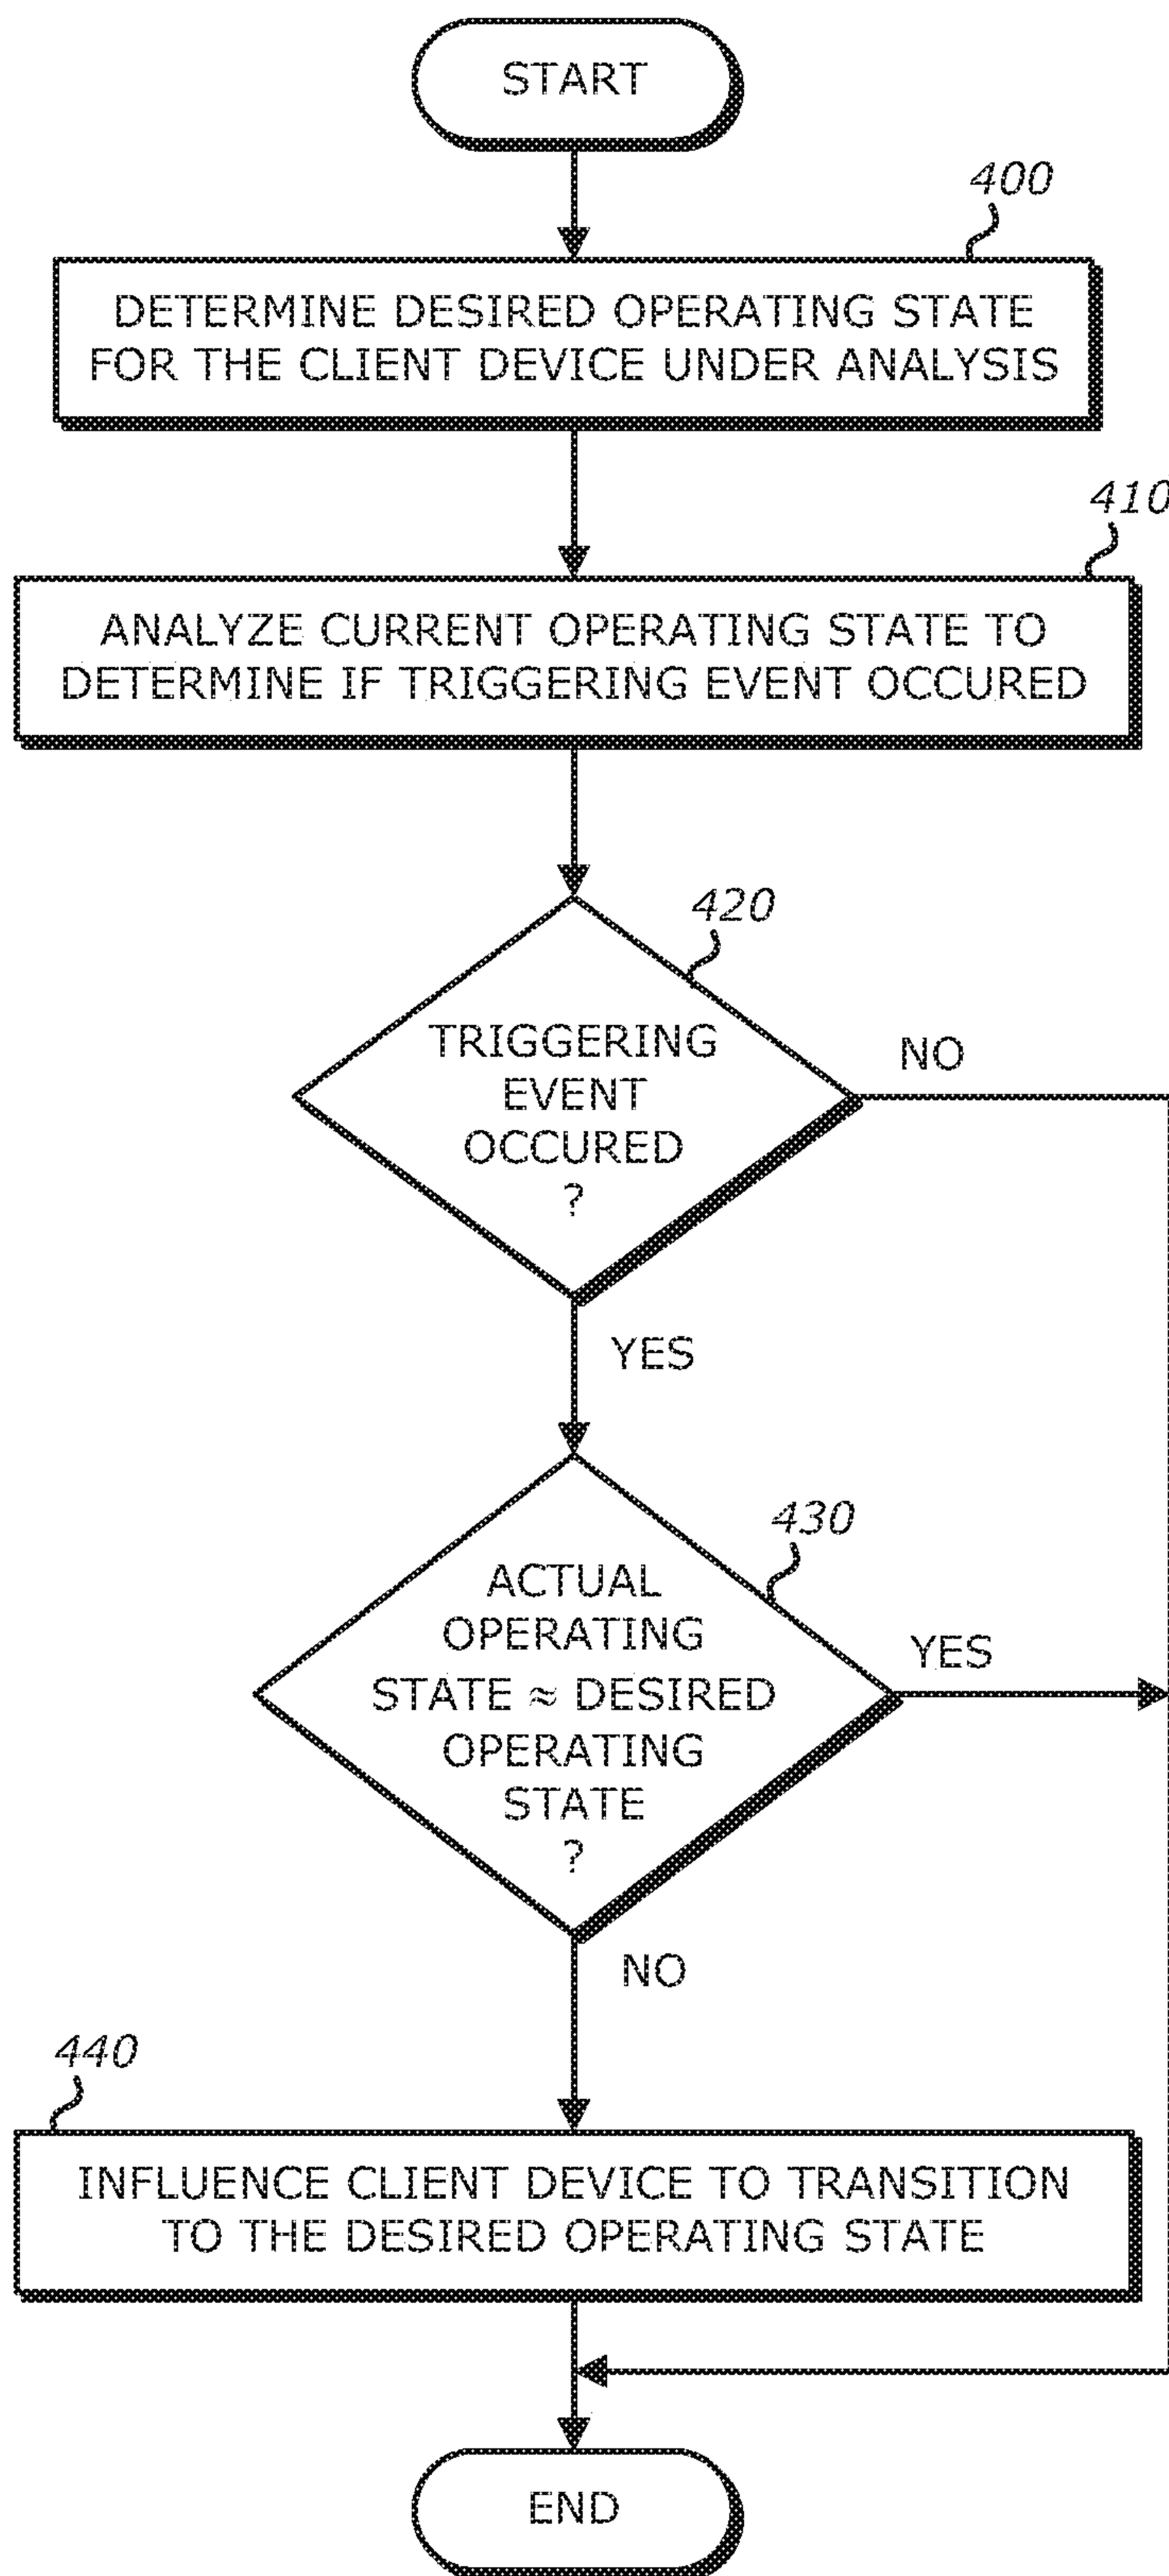 START
400
DETERMINE DESIRED OPERATING STATE
FOR THE CLIENT DEVICE UNDER ANALYSIS
410
ANALYZE CURRENT OPERATING STATE TO
DETERMINE IF TRIGGERING EVENT OCCURED
420
TRIGGERING
EVENT
OCCURED
?
NO
YES
430
ACTUAL
OPERATING
STATE ≈ DESIRED
OPERATING
STATE
?
YES
NO
440
INFLUENCE CLIENT DEVICE TO TRANSITION
TO THE DESIRED OPERATING STATE
END